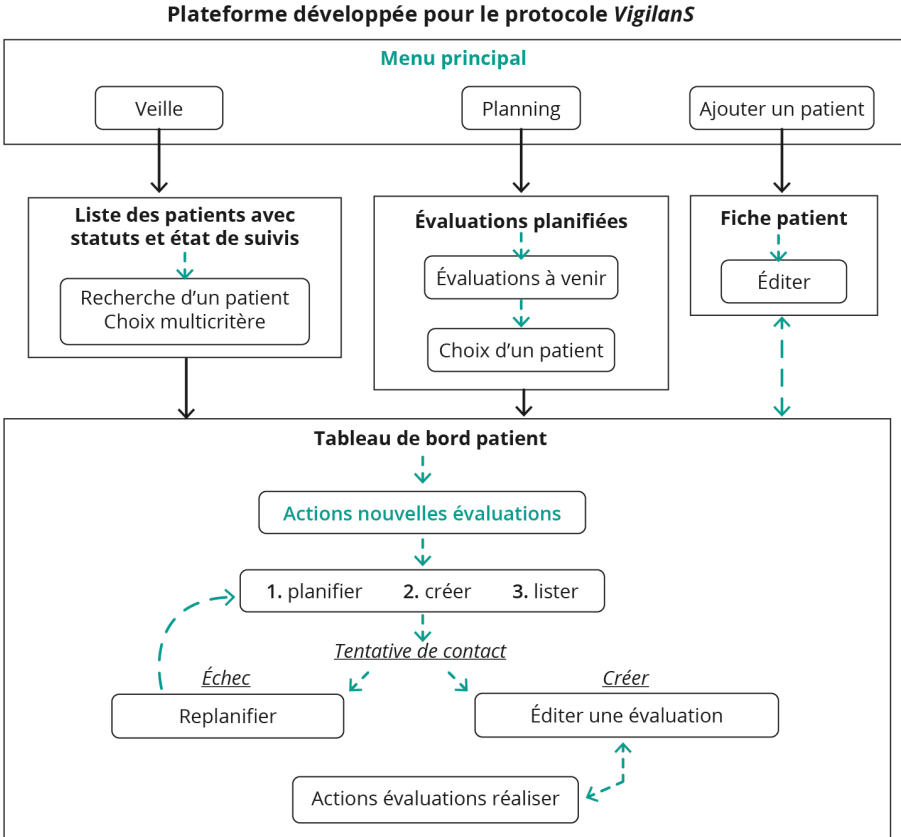 Plateforme développée pour le protocole VigilanS
Menu principal
Veille
Planning
Ajouter un patient
Liste des patients avec
statuts et état de suivis
Recherche d’un patient
Choix multicritère
Évaluations planifiées
Évaluations à venir
Choix d’un patient
Fiche patient
Éditer
Tableau de bord patient
Actions nouvelles évaluations
1. planifier 2. créer 3. lister
Tentative de contact
Échec
Replanifier
Créer
Éditer une évaluation
Actions évaluations réaliser